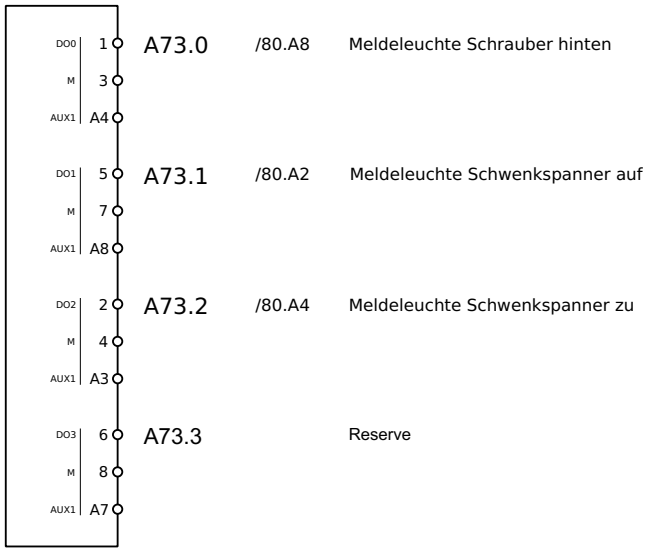 DO0 1 A73.0 /80.A8 Meldeleuchte Schrauber hinten
M 3
AUX1 A4
DO1 5 A73.1 /80.A2 Meldeleuchte Schwenkspanner auf
M 7
AUX1 A8
DO2 2 A73.2 /80.A4 Meldeleuchte Schwenkspanner zu
M 4
AUX1 A3
DO3 6 A73.3 Reserve
M 8
AUX1 A7